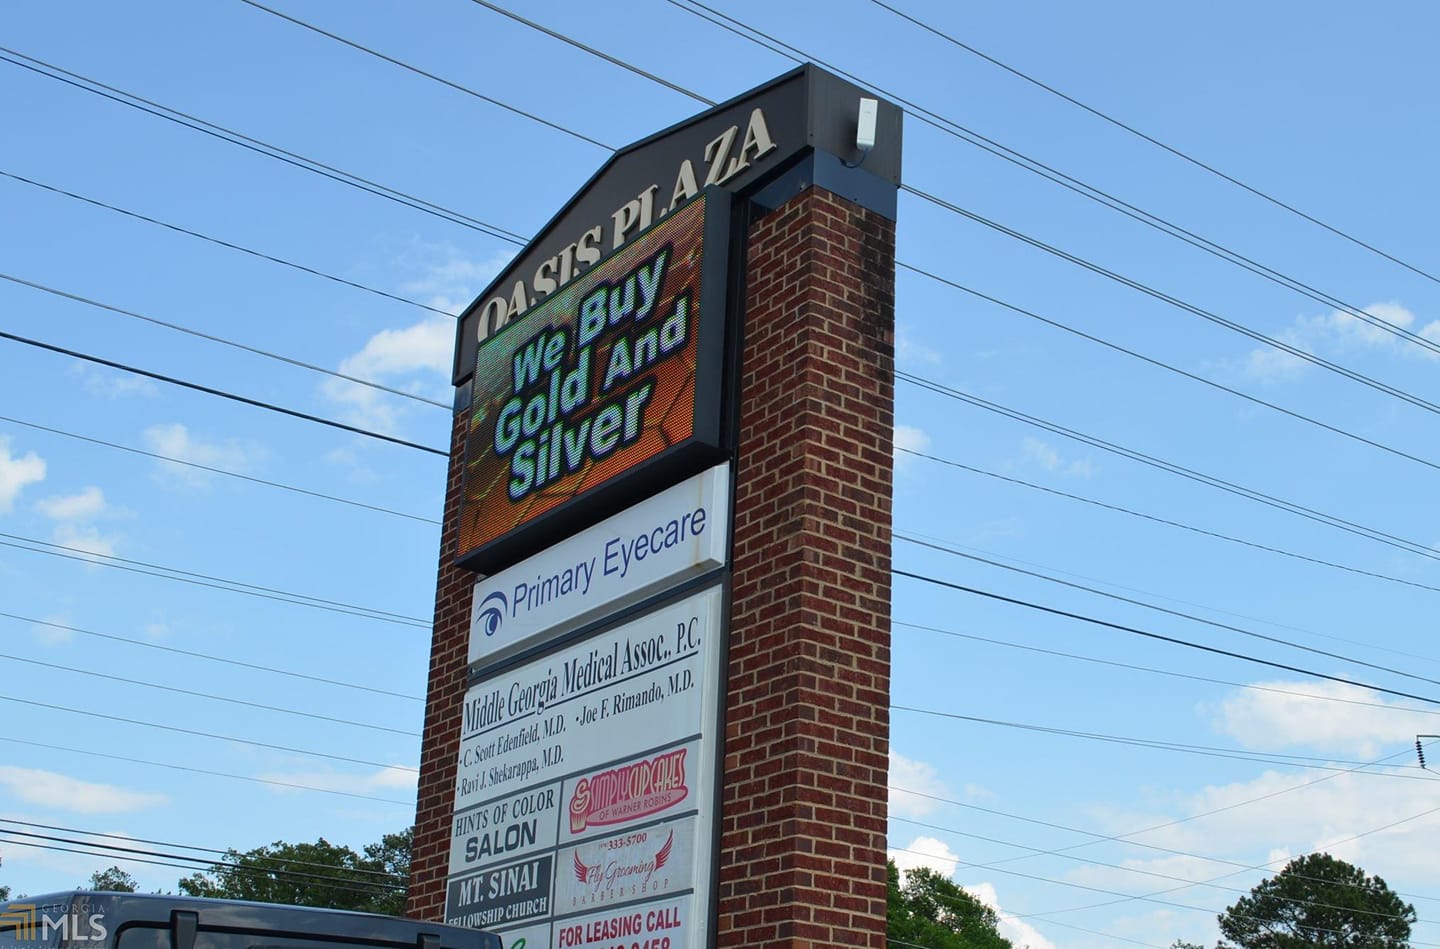 OASIS PLAZA
We Buy
Gold And
Silver
Primary Eyecare
Middle Georgia Medical Assoc., P.C.
• C. Scott Edenfield, M.D. • Joe F. Rimando, M.D.
• Ravi J. Shekarappa, M.D.
HINTS OF COLOR
SALON
SIMPLY CUPCAKES
OF WARNER ROBINS
MT. SINAI
FELLOWSHIP CHURCH
333-5700
Fly Grooming
BARBERSHOP
FOR LEASING CALL
GEORGIA
MLS